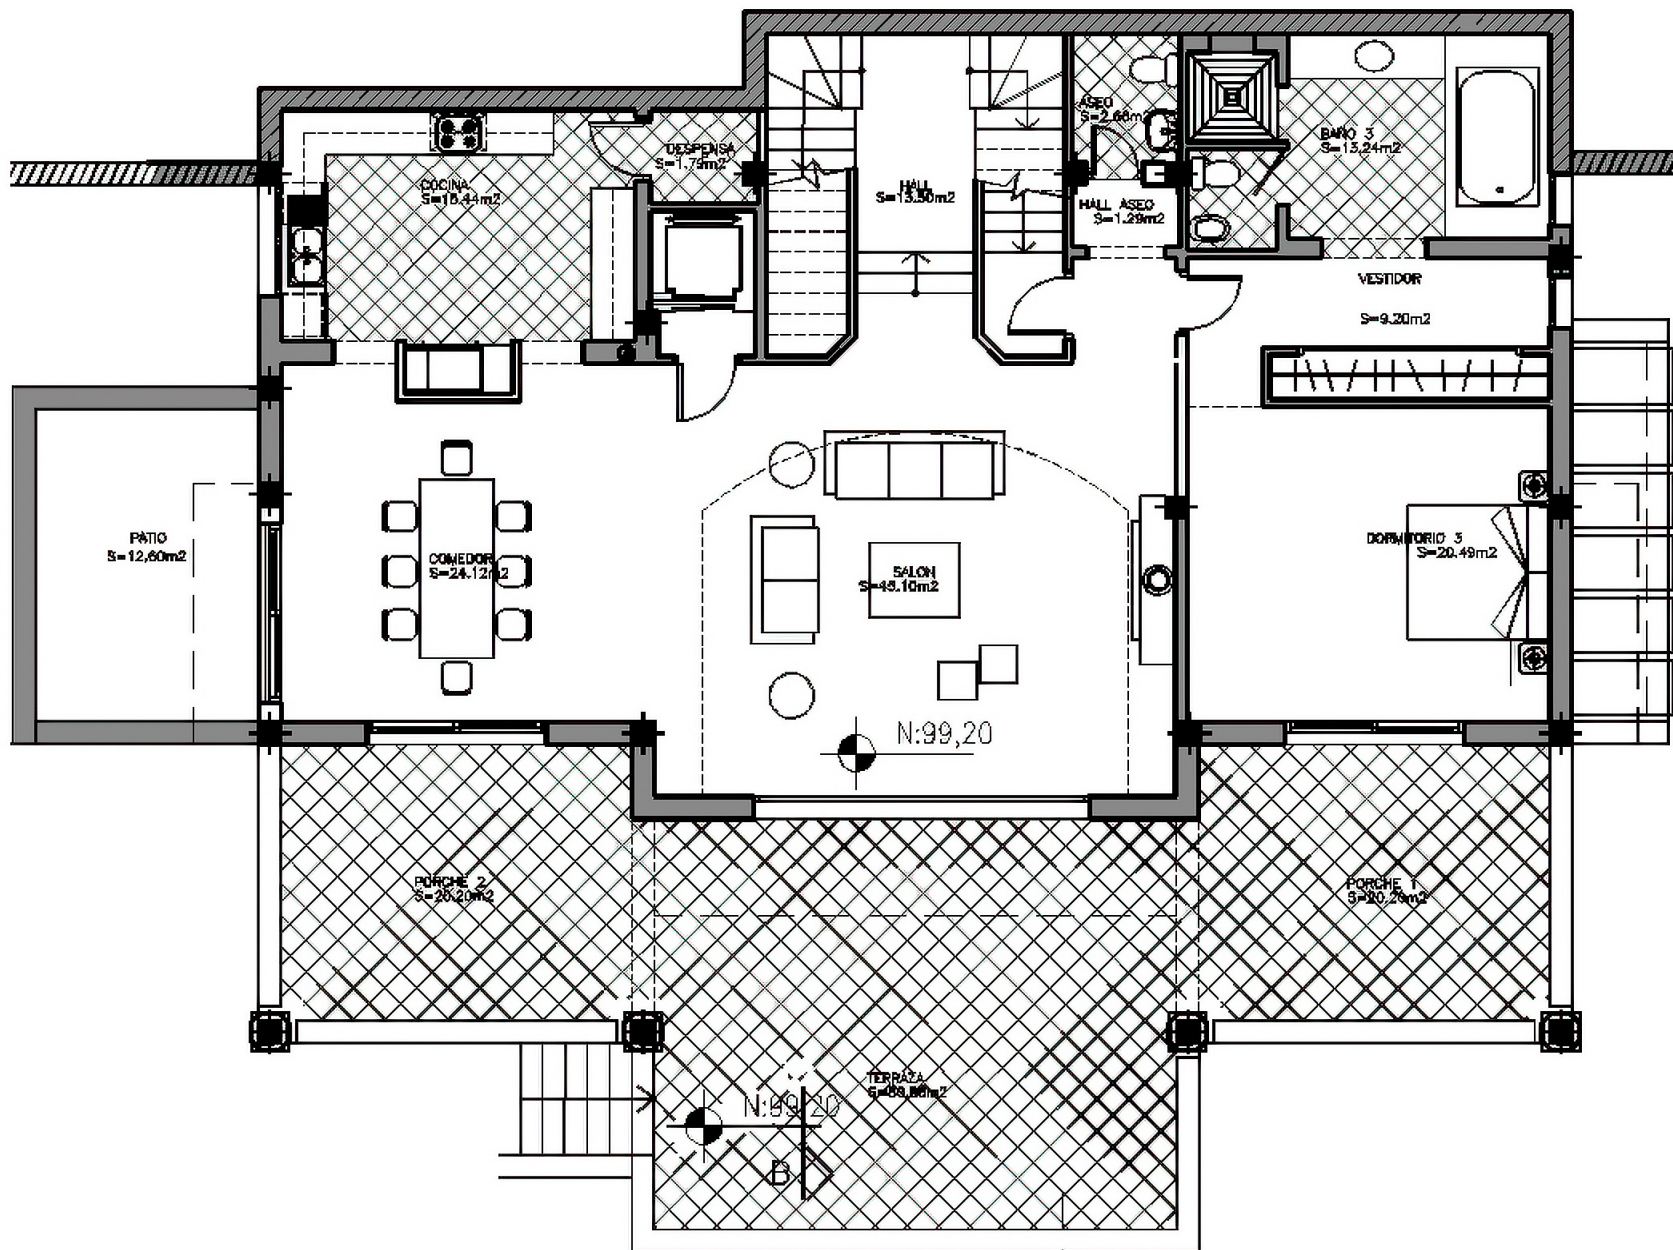 ASEO
S=2.66m2
BAÑO 3
S=13.24m2
DESPENSA
S=1.79m2
COCINA
S=16.44m2
HALL
S=13.50m2
HALL ASEO
S=1.29m2
VESTIDOR
S=9.20m2
PATIO
S=12,60m2
COMEDOR
S=24.12m2
SALON
S=45.10m2
DORMITORIO 3
S=20.49m2
N:99,20
PORCHE 2
S=20.20m2
PORCHE 1
S=20.20m2
TERRAZA
N:99,20
B